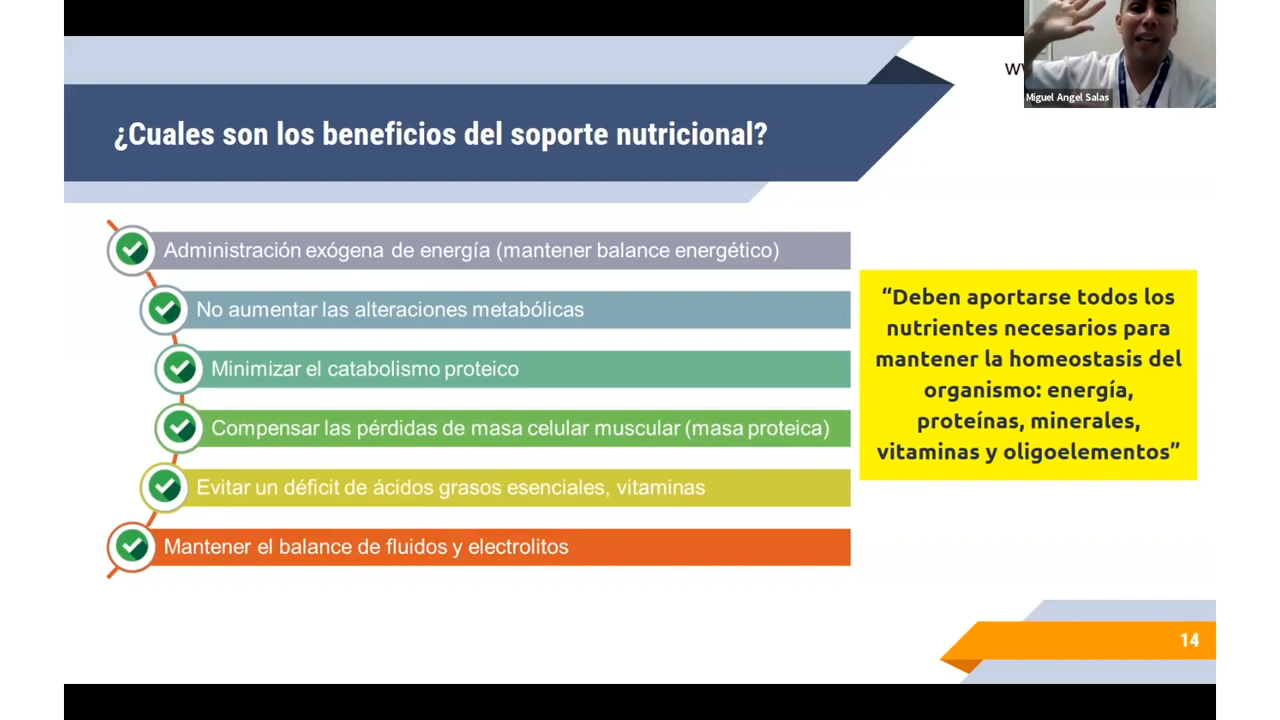 ¿Cuales son los beneficios del soporte nutricional?
Miguel Angel Salas
Administración exógena de energía (mantener balance energético)
No aumentar las alteraciones metabólicas
Minimizar el catabolismo proteico
Compensar las pérdidas de masa celular muscular (masa proteica)
Evitar un déficit de ácidos grasos esenciales, vitaminas
Mantener el balance de fluidos y electrolitos
“Deben aportarse todos los
nutrientes necesarios para
mantener la homeostasis del
organismo: energía,
proteínas, minerales,
vitaminas y oligoelementos”
14